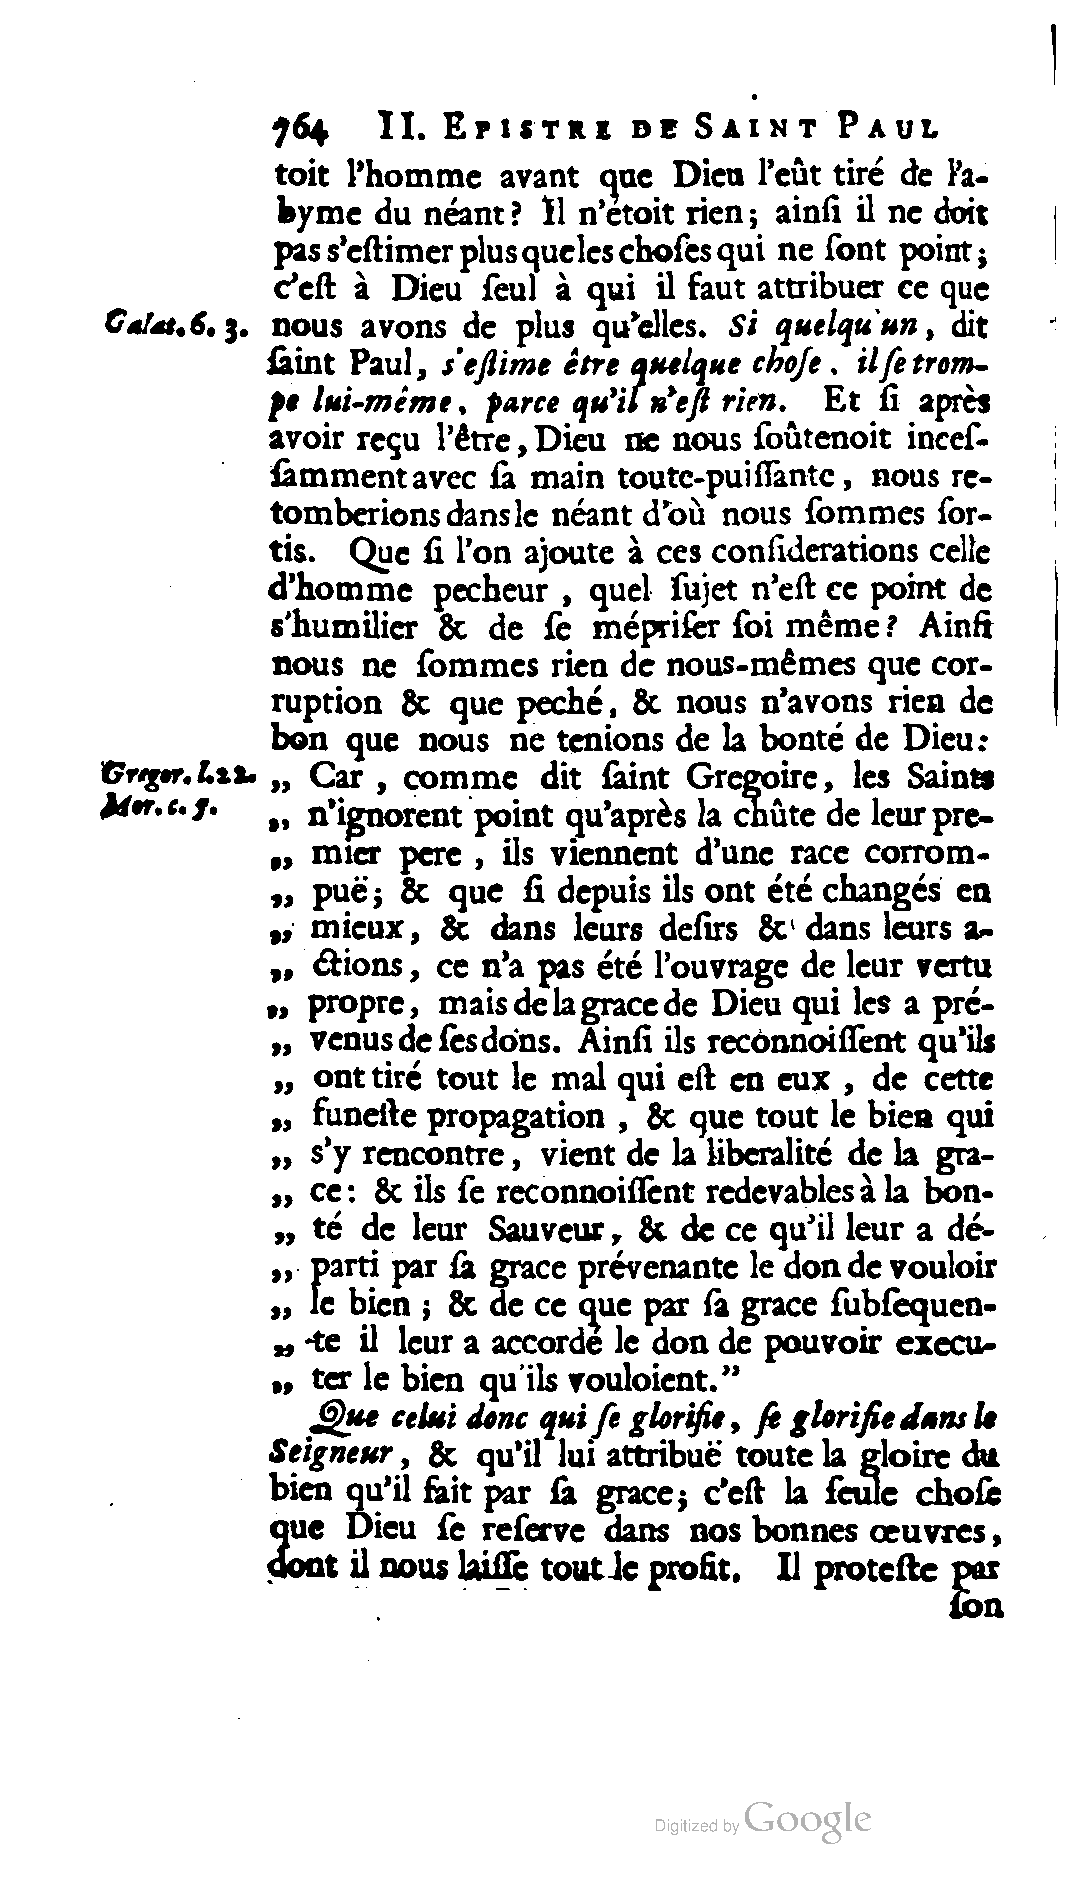 764 II. EPISTRE DE SAINT PAUL
toit l'homme avant que Dieu l'eût tiré de l'a-
byme du néant? Il n'étoit rien; ainſi il ne doit
pas s'eſtimer plus que les choſes qui ne ſont point;
c'eſt à Dieu ſeul à qui il faut attribuer ce que
Galat. 6. 3. nous avons de plus qu'elles. Si quelqu'un, dit
ſaint Paul, s'eſtime être quelque choſe, il ſe trom-
pe lui-même, parce qu'il n'eſt rien. Et ſi après
avoir reçu l'être, Dieu ne nous ſoûtenoit inceſ-
ſamment avec ſa main toute-puiſſante, nous re-
tomberions dans le néant d'où nous ſommes ſor-
tis. Que ſi l'on ajoute à ces conſiderations celle
d'homme pecheur, quel ſujet n'eſt ce point de
s'humilier & de ſe mépriſer ſoi même? Ainſi
nous ne ſommes rien de nous-mêmes que cor-
ruption & que peché, & nous n'avons rien de
bon que nous ne tenions de la bonté de Dieu:
Gregor. l. 22. „ Car, comme dit ſaint Gregoire, les Saints
Mor. c. 5. „ n'ignorent point qu'après la chûte de leur pre-
„ mier pere, ils viennent d'une race corrom-
„ puë; & que ſi depuis ils ont été changés en
„ mieux, & dans leurs deſirs & dans leurs a-
„ ctions, ce n'a pas été l'ouvrage de leur vertu
„ propre, mais de la grace de Dieu qui les a pré-
„ venus de ſes dons. Ainſi ils reconnoiſſent qu'ils
„ ont tiré tout le mal qui eſt en eux, de cette
„ funeſte propagation, & que tout le bien qui
„ s'y rencontre, vient de la liberalité de la gra-
„ ce: & ils ſe reconnoiſſent redevables à la bon-
„ té de leur Sauveur, & de ce qu'il leur a dé-
„ parti par ſa grace prévenante le don de vouloir
„ le bien; & de ce que par ſa grace ſubſequen-
„ te il leur a accordé le don de pouvoir execu-
„ ter le bien qu'ils vouloient."
Que celui donc qui ſe glorifie, ſe glorifie dans le
Seigneur, & qu'il lui attribuë toute la gloire du
bien qu'il fait par ſa grace; c'eſt la ſeule choſe
que Dieu ſe reſerve dans nos bonnes œuvres,
dont il nous laiſſe tout le profit. Il proteſte par
ſon
Digitized by Google